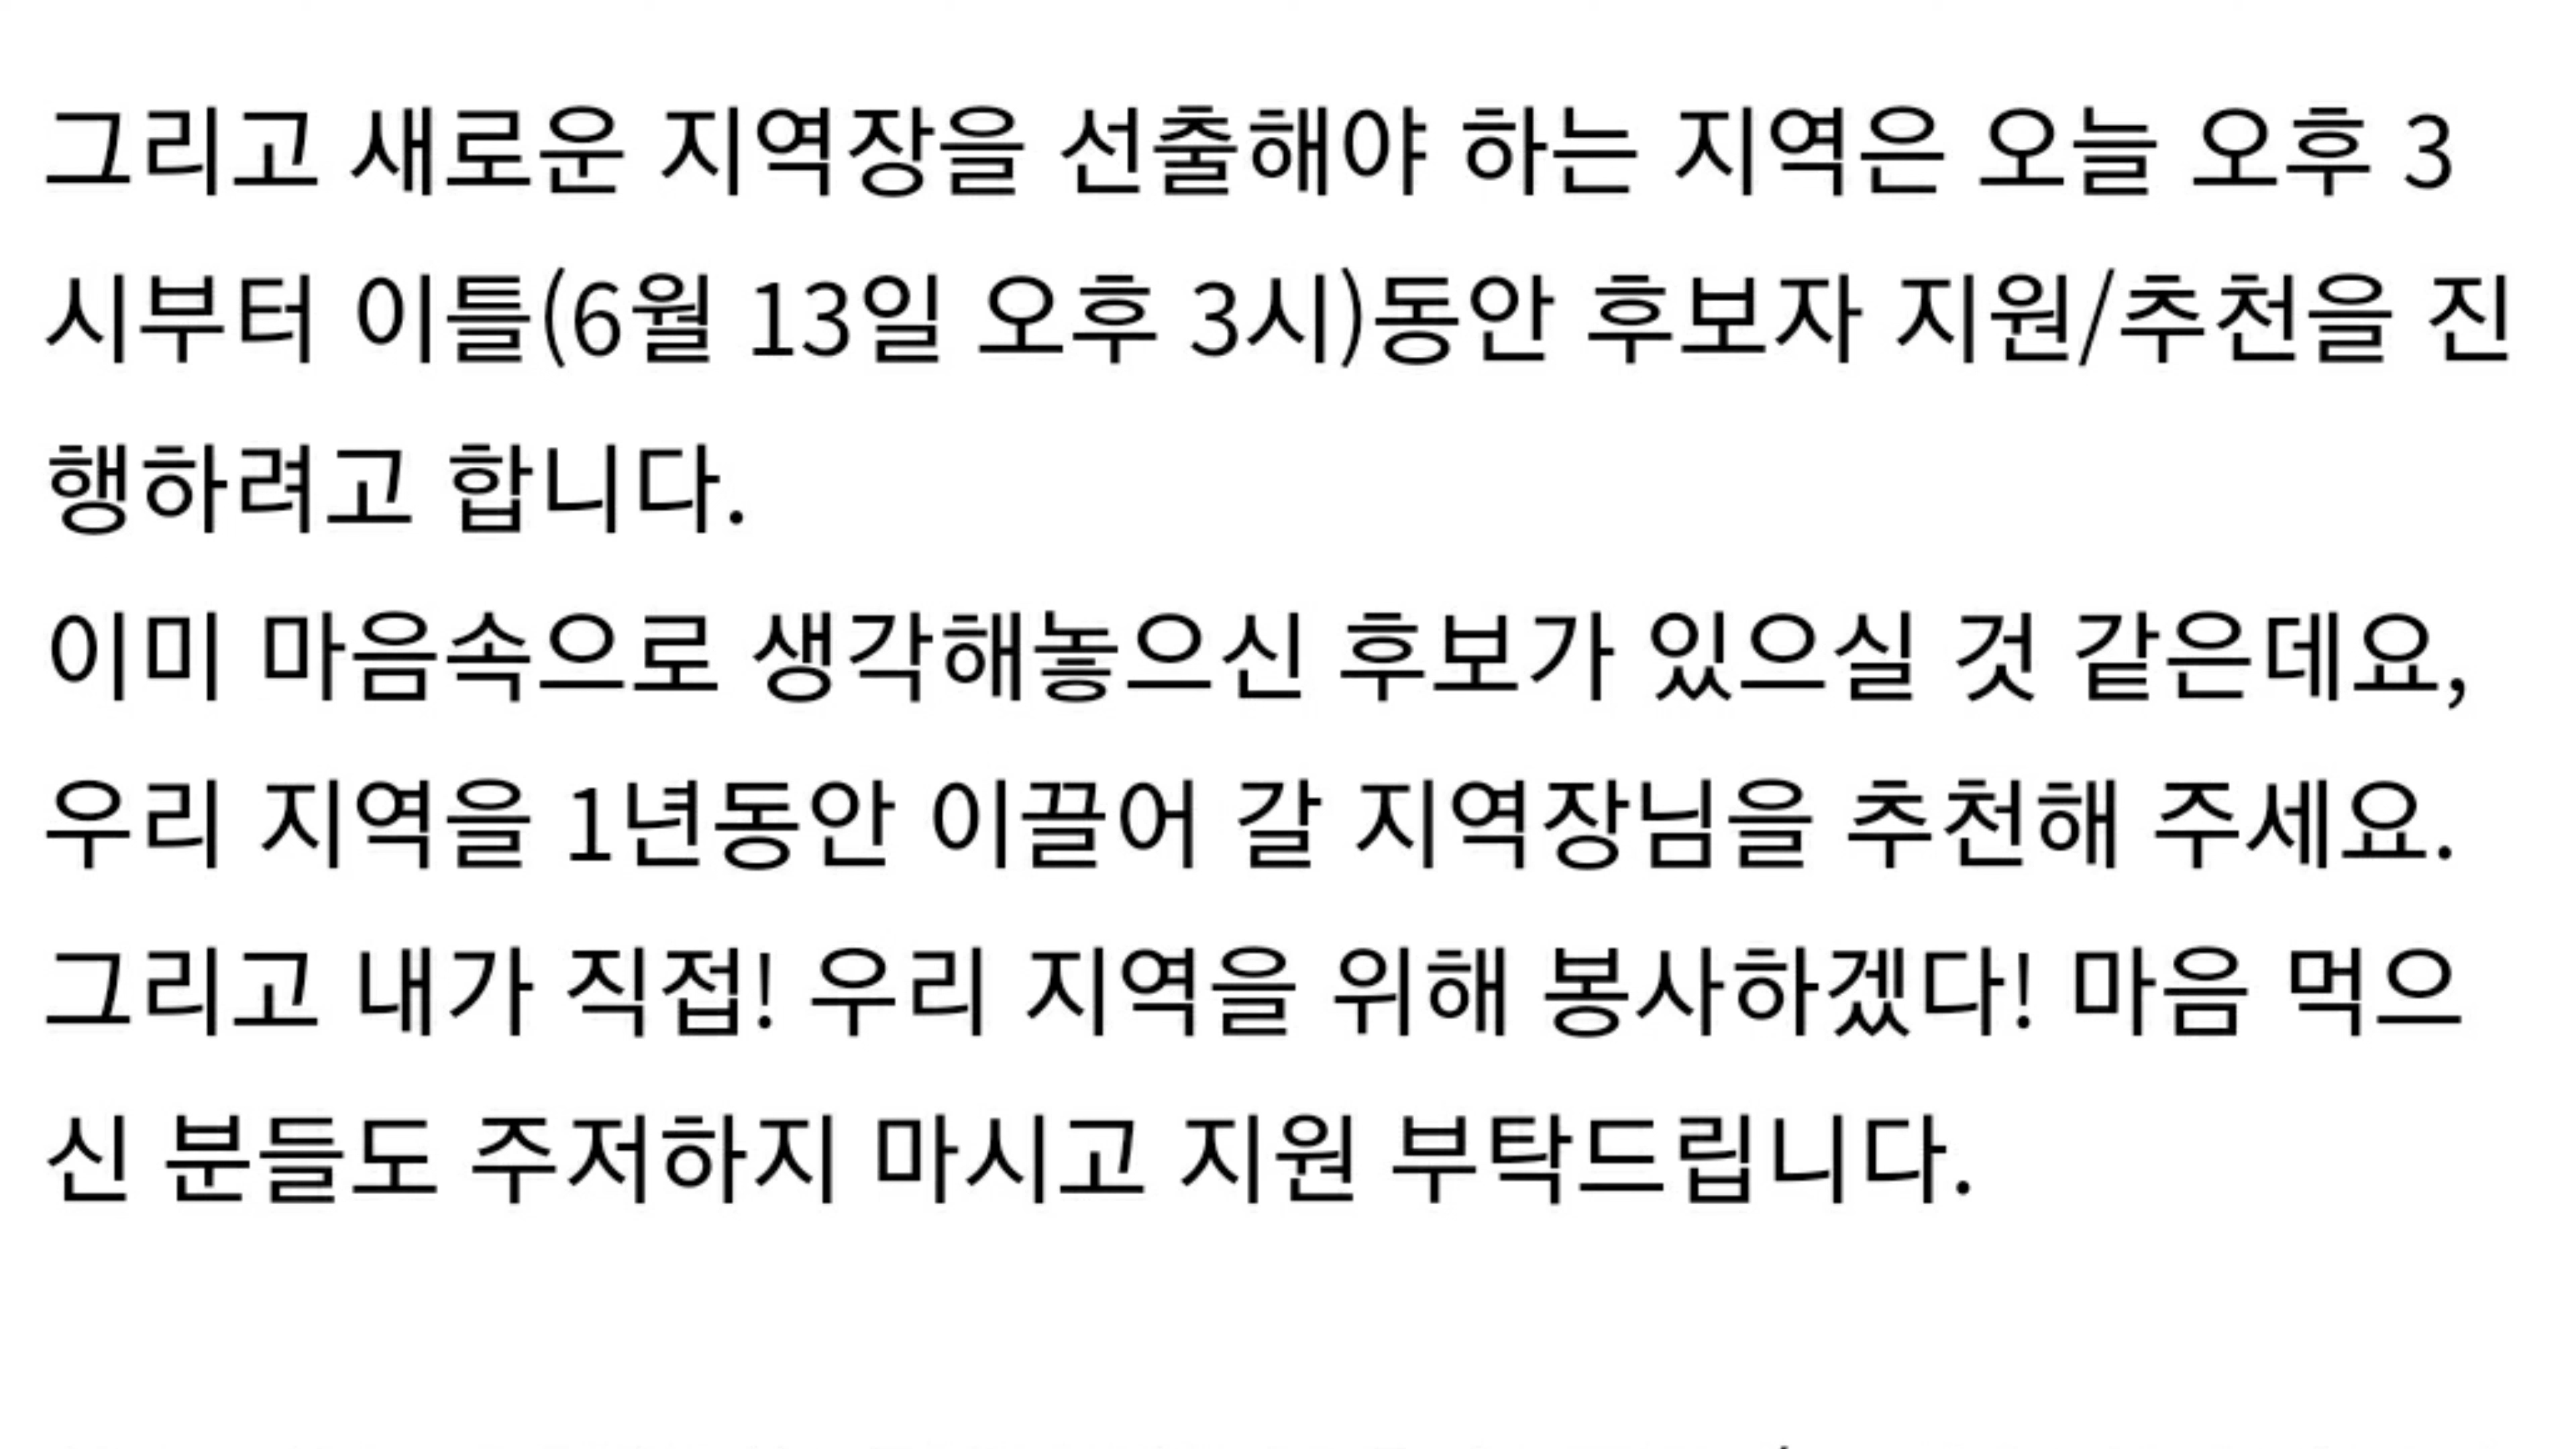 그리고 새로운 지역장을 선출해야 하는 지역은 오늘 오후 3
시부터 이틀(6월 13일 오후 3시)동안 후보자 지원/추천을 진
행하려고 합니다.
이미 마음속으로 생각해놓으신 후보가 있으실 것 같은데요,
우리 지역을 1년동안 이끌어 갈 지역장님을 추천해 주세요.
그리고 내가 직접! 우리 지역을 위해 봉사하겠다! 마음 먹으
신 분들도 주저하지 마시고 지원 부탁드립니다.